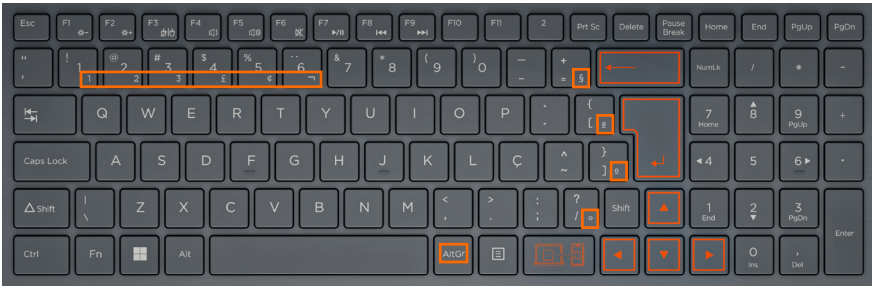 Esc F1 F2 F3 F4 F5 F6 F7 F8 F9 F10 F11 2 Prt Sc Delete Pause Break Home End PgUp PgDn
" ' ! 1 1 @ 2 2 # 3 3 $ 4 £ % 5 ¢ ¨ 6 ¬ & 7 * 8 ( 9 ) 0 — – + = § NumLk / * -
Q W E R T Y U I O P { [ ª 7 Home 8 9 PgUp +
Caps Lock A S D F G H J K L Ç ^ ~ } ] º 4 5 6 .
Shift | \ Z X C V B N M < , > . : ; ? / ° Shift 1 End 2 3 PgDn
Ctrl Fn Alt AltGr 0 Ins , Del Enter